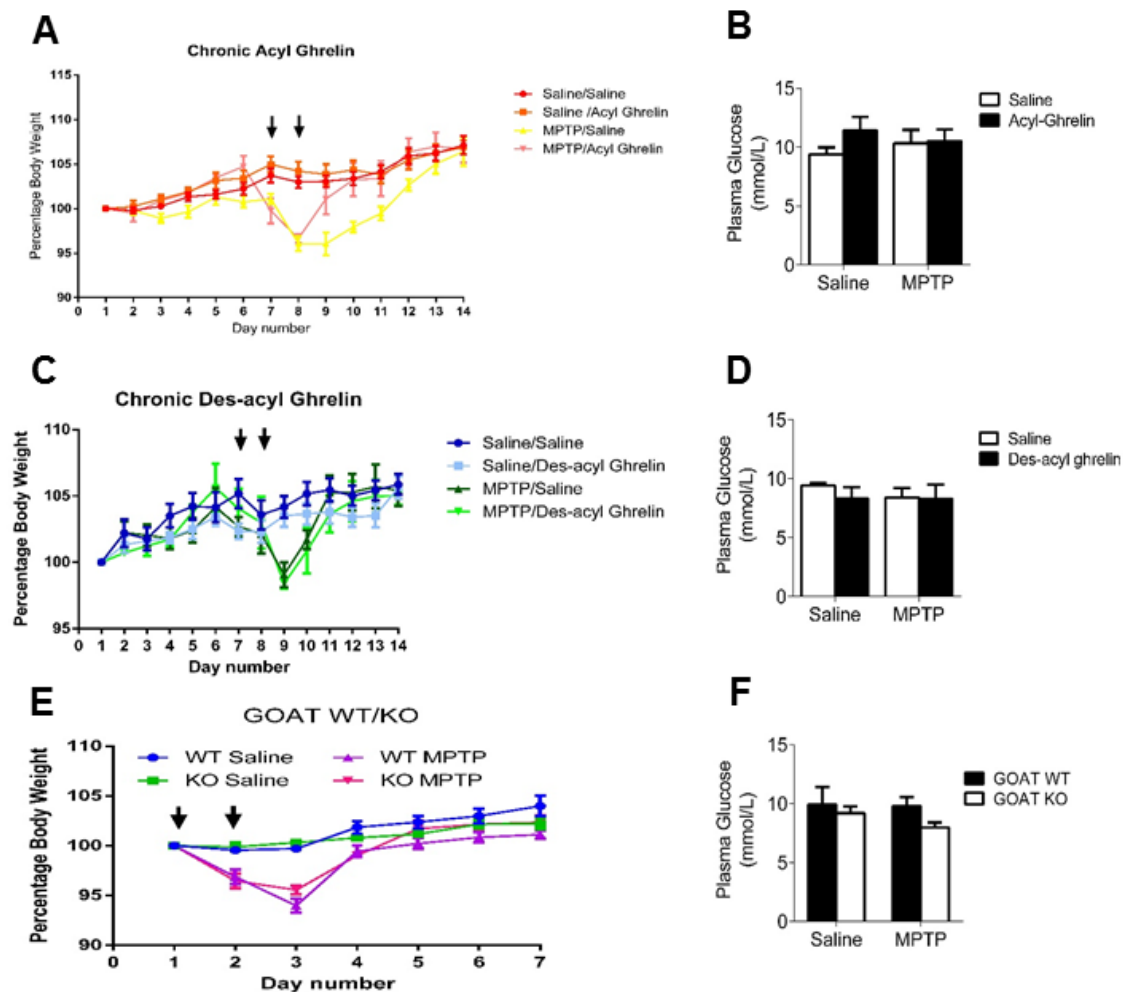 A
Chronic Acyl Ghrelin
Percentage Body Weight
115
110
105
100
95
90
0 1 2 3 4 5 6 7 8 9 10 11 12 13 14
Day number
Saline/Saline
Saline /Acyl Ghrelin
MPTP/Saline
MPTP/Acyl Ghrelin
B
Plasma Glucose
(mmol/L)
15
10
5
0
Saline MPTP
Saline
Acyl-Ghrelin
C
Chronic Des-acyl Ghrelin
Percentage Body Weight
110
105
100
95
0 1 2 3 4 5 6 7 8 9 10 11 12 13 14
Day number
Saline/Saline
Saline/Des-acyl Ghrelin
MPTP/Saline
MPTP/Des-acyl Ghrelin
D
Plasma Glucose
(mmol/L)
15
10
5
0
Saline MPTP
Saline
Des-acyl ghrelin
E
GOAT WT/KO
Percentage Body Weight
110
105
100
95
90
0 1 2 3 4 5 6 7
Day number
WT Saline
KO Saline
WT MPTP
KO MPTP
F
Plasma Glucose
(mmol/L)
15
10
5
0
Saline MPTP
GOAT WT
GOAT KO